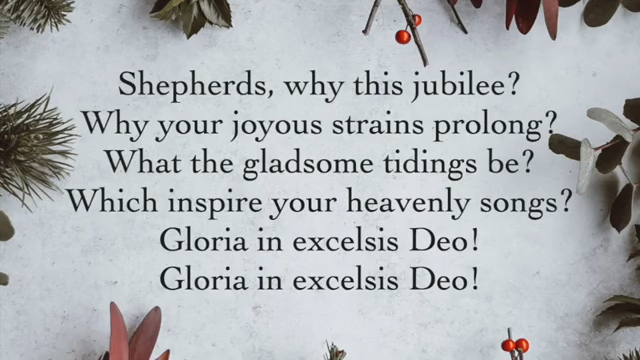 Shepherds, why this jubilee?
Why your joyous strains prolong?
What the gladsome tidings be?
Which inspire your heavenly songs?
Gloria in excelsis Deo!
Gloria in excelsis Deo!